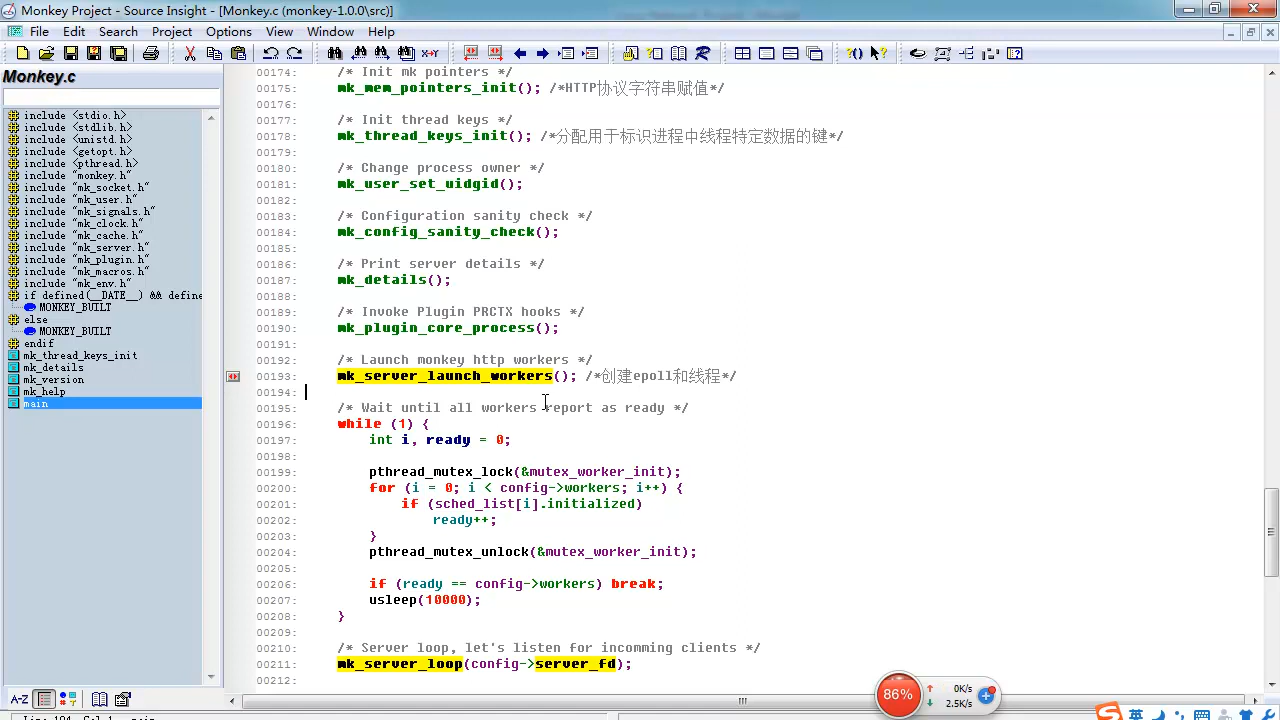 Monkey Project - Source Insight - [Monkey.c (monkey-1.0.0\src)]
File Edit Search Project Options View Window Help
Monkey.c
include <stdio.h>
include <stdlib.h>
include <unistd.h>
include <getopt.h>
include <pthread.h>
include "monkey.h"
include "mk_socket.h"
include "mk_user.h"
include "mk_signals.h"
include "mk_clock.h"
include "mk_cache.h"
include "mk_server.h"
include "mk_plugin.h"
include "mk_macros.h"
include "mk_env.h"
if defined(__DATE__) && define
MONKEY_BUILT
else
MONKEY_BUILT
endif
mk_thread_keys_init
mk_details
mk_version
mk_help
main
A-Z
00174: /* Init mk pointers */
00175: mk_mem_pointers_init(); /*HTTP协议字符串赋值*/
00176:
00177: /* Init thread keys */
00178: mk_thread_keys_init(); /*分配用于标识进程中线程特定数据的键*/
00179:
00180: /* Change process owner */
00181: mk_user_set_uidgid();
00182:
00183: /* Configuration sanity check */
00184: mk_config_sanity_check();
00185:
00186: /* Print server details */
00187: mk_details();
00188:
00189: /* Invoke Plugin PRCTX hooks */
00190: mk_plugin_core_process();
00191:
00192: /* Launch monkey http workers */
00193: mk_server_launch_workers(); /*创建epoll和线程*/
00194:
00195: /* Wait until all workers report as ready */
00196: while (1) {
00197: int i, ready = 0;
00198:
00199: pthread_mutex_lock(&mutex_worker_init);
00200: for (i = 0; i < config->workers; i++) {
00201: if (sched_list[i].initialized)
00202: ready++;
00203: }
00204: pthread_mutex_unlock(&mutex_worker_init);
00205:
00206: if (ready == config->workers) break;
00207: usleep(10000);
00208: }
00209:
00210: /* Server loop, let's listen for incomming clients */
00211: mk_server_loop(config->server_fd);
00212:
86%
0K/s
2.5K/s
英